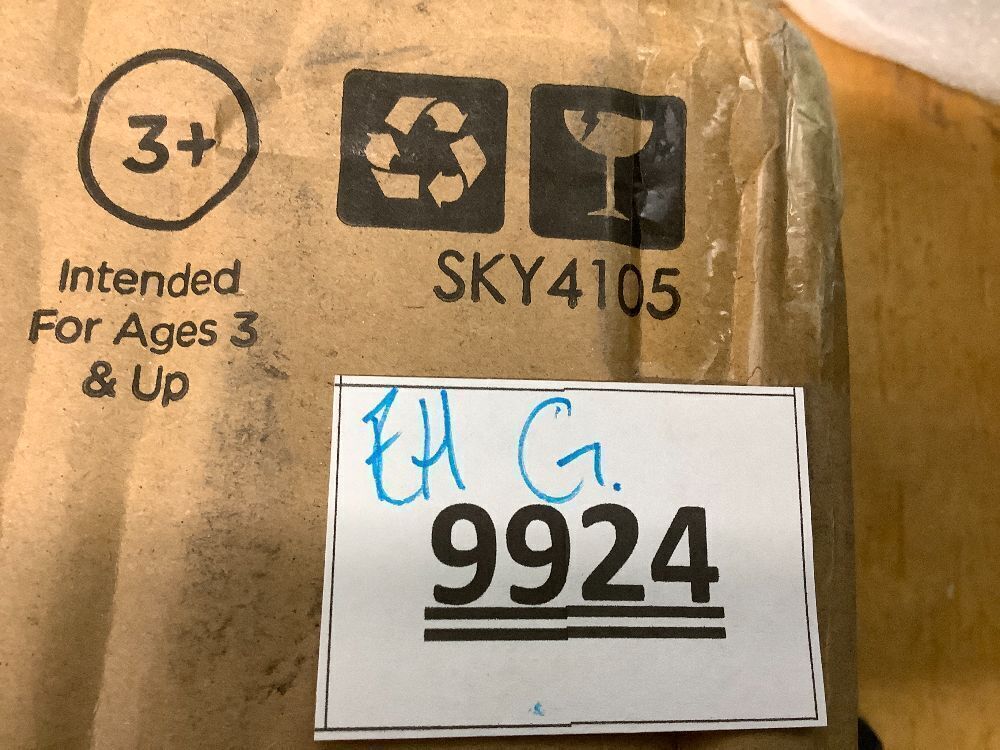 3+
Intended
For Ages 3
& Up
SKY4105
EH G.
9924